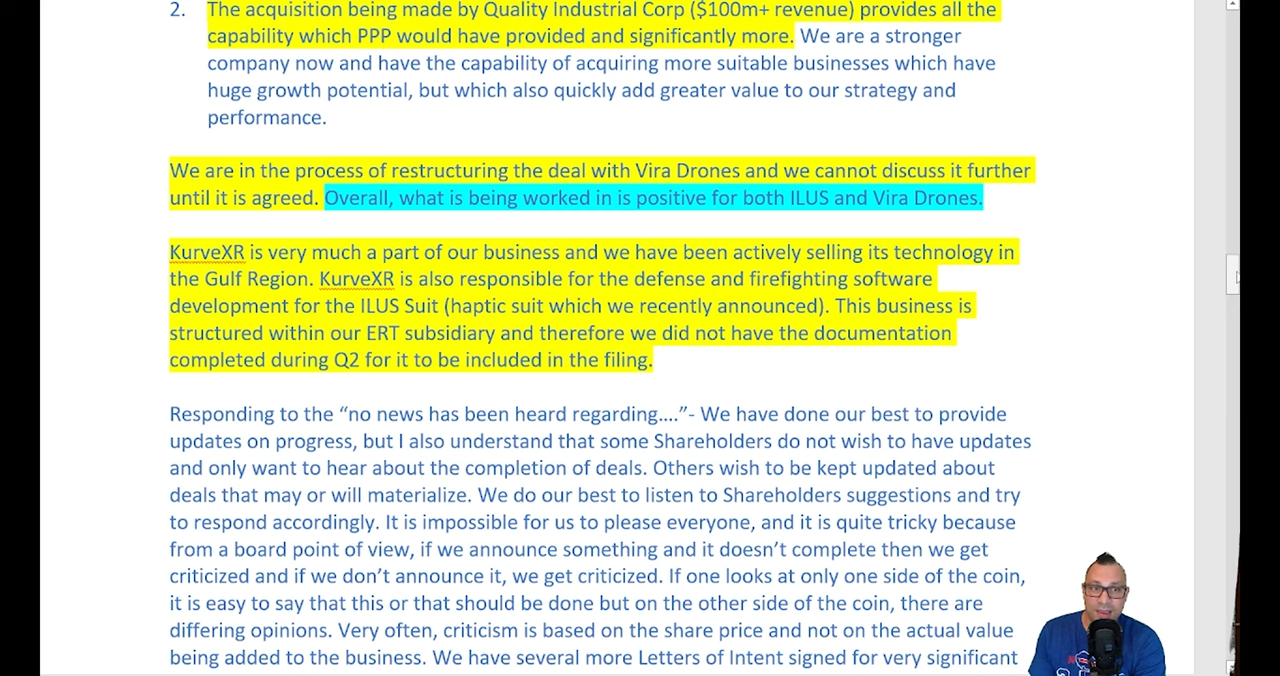 2. The acquisition being made by Quality Industrial Corp ($100m+ revenue) provides all the
capability which PPP would have provided and significantly more. We are a stronger
company now and have the capability of acquiring more suitable businesses which have
huge growth potential, but which also quickly add greater value to our strategy and
performance.
We are in the process of restructuring the deal with Vira Drones and we cannot discuss it further
until it is agreed. Overall, what is being worked in is positive for both ILUS and Vira Drones.
KurveXR is very much a part of our business and we have been actively selling its technology in
the Gulf Region. KurveXR is also responsible for the defense and firefighting software
development for the ILUS Suit (haptic suit which we recently announced). This business is
structured within our ERT subsidiary and therefore we did not have the documentation
completed during Q2 for it to be included in the filing.
Responding to the “no news has been heard regarding....”- We have done our best to provide
updates on progress, but I also understand that some Shareholders do not wish to have updates
and only want to hear about the completion of deals. Others wish to be kept updated about
deals that may or will materialize. We do our best to listen to Shareholders suggestions and try
to respond accordingly. It is impossible for us to please everyone, and it is quite tricky because
from a board point of view, if we announce something and it doesn’t complete then we get
criticized and if we don’t announce it, we get criticized. If one looks at only one side of the coin,
it is easy to say that this or that should be done but on the other side of the coin, there are
differing opinions. Very often, criticism is based on the share price and not on the actual value
being added to the business. We have several more Letters of Intent signed for very significant